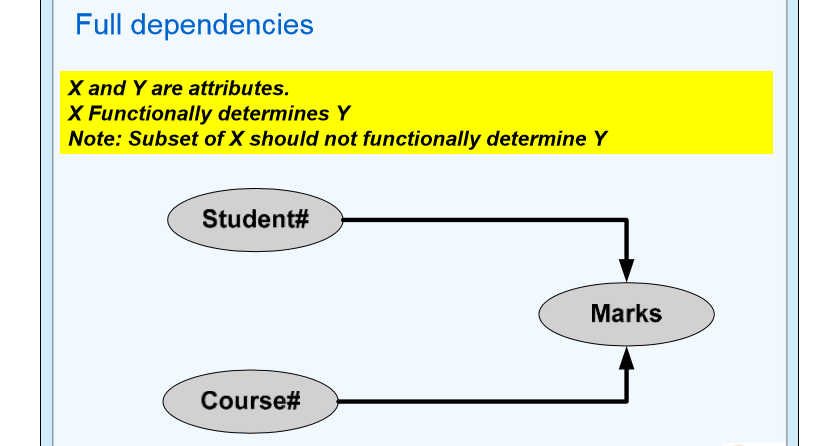 Full dependencies
X and Y are attributes.
X Functionally determines Y
Note: Subset of X should not functionally determine Y
Student#
Marks
Course#